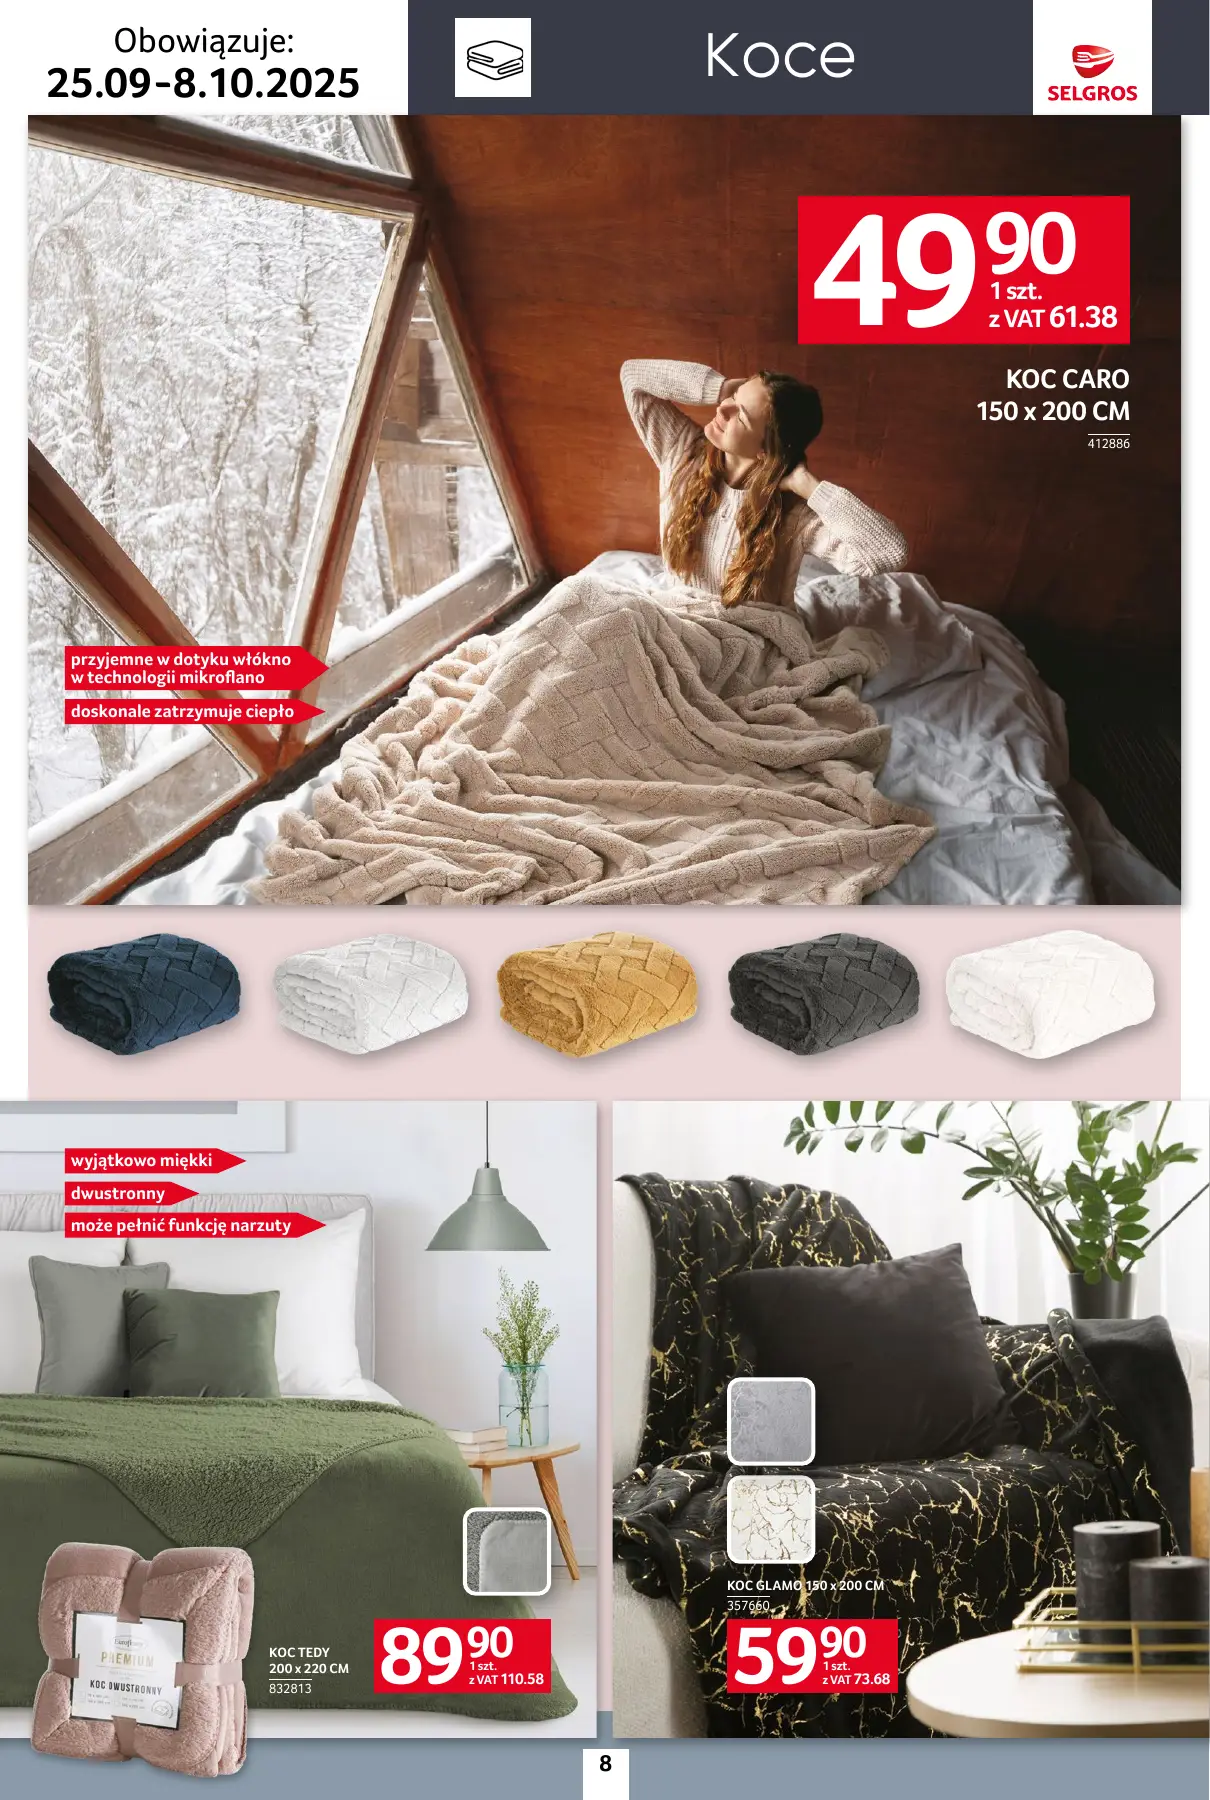 Obowiązuje:
25.09-8.10.2025
Koce
SELGROS
49 90
1 szt.
z VAT 61.38
KOC CARO
150 x 200 CM
412886
przyjemne w dotyku włókno
w technologii mikroflano
doskonale zatrzymuje ciepło
wyjątkowo miękki
dwustronny
może pełnić funkcję narzuty
PREMIUM
KOC DWUSTRONNY
KOC TEDY
200 x 220 CM
832813
89 90
1 szt.
z VAT 110.58
KOC GLAMO 150 x 200 CM
357660
59 90
1 szt.
z VAT 73.68
8